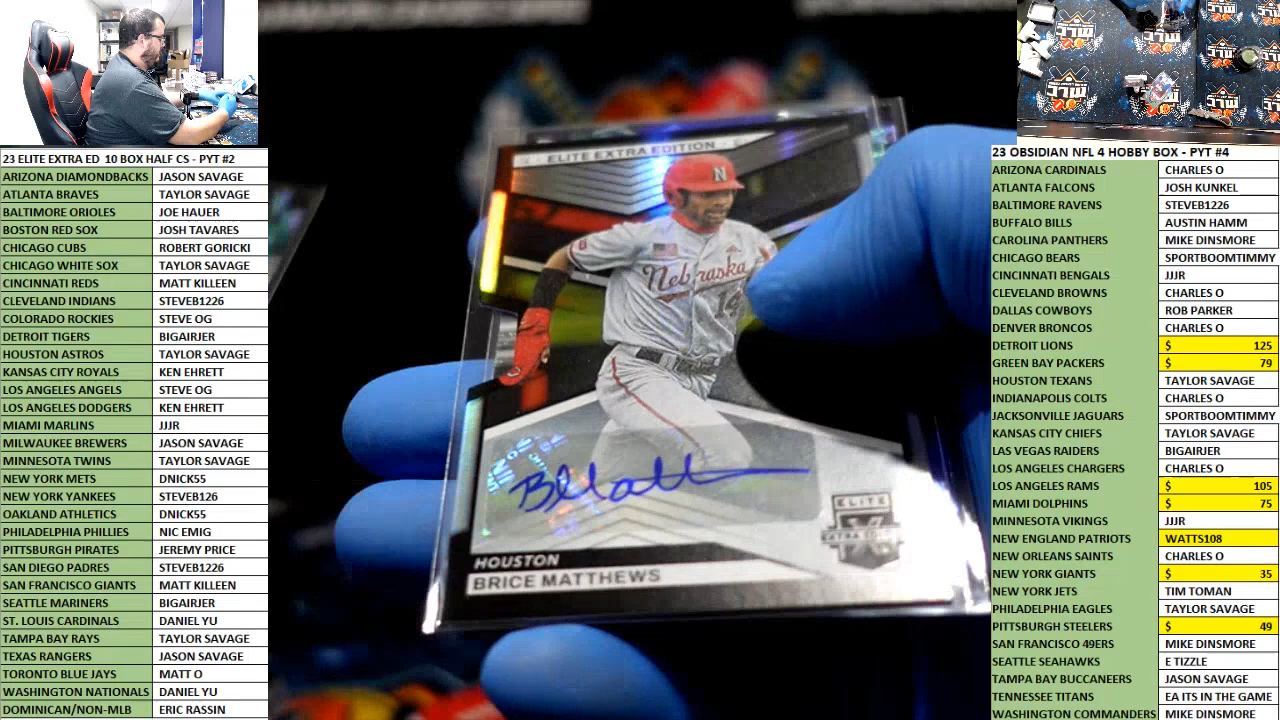 23 ELITE EXTRA ED 10 BOX HALF CS - PYT #2
ARIZONA DIAMONDBACKS JASON SAVAGE
ATLANTA BRAVES TAYLOR SAVAGE
BALTIMORE ORIOLES JOE HAUER
BOSTON RED SOX JOSH TAVARES
CHICAGO CUBS ROBERT GORICKI
CHICAGO WHITE SOX TAYLOR SAVAGE
CINCINNATI REDS MATT KILLEEN
CLEVELAND INDIANS STEVEB1226
COLORADO ROCKIES STEVE OG
DETROIT TIGERS BIGAIRJER
HOUSTON ASTROS TAYLOR SAVAGE
KANSAS CITY ROYALS KEN EHRETT
LOS ANGELES ANGELS STEVE OG
LOS ANGELES DODGERS KEN EHRETT
MIAMI MARLINS JJJR
MILWAUKEE BREWERS JASON SAVAGE
MINNESOTA TWINS TAYLOR SAVAGE
NEW YORK METS DNICK55
NEW YORK YANKEES STEVEB126
OAKLAND ATHLETICS DNICK55
PHILADELPHIA PHILLIES NIC EMIG
PITTSBURGH PIRATES JEREMY PRICE
SAN DIEGO PADRES STEVEB1226
SAN FRANCISCO GIANTS MATT KILLEEN
SEATTLE MARINERS BIGAIRJER
ST. LOUIS CARDINALS DANIEL YU
TAMPA BAY RAYS TAYLOR SAVAGE
TEXAS RANGERS JASON SAVAGE
TORONTO BLUE JAYS MATT O
WASHINGTON NATIONALS DANIEL YU
DOMINICAN/NON-MLB ERIC RASSIN
ELITE EXTRA EDITION
N
Nebraska
14
ELITE
EXTRA EDITION
HOUSTON
BRICE MATTHEWS
MLC
23 OBSIDIAN NFL 4 HOBBY BOX - PYT #4
ARIZONA CARDINALS CHARLES O
ATLANTA FALCONS JOSH KUNKEL
BALTIMORE RAVENS STEVEB1226
BUFFALO BILLS AUSTIN HAMM
CAROLINA PANTHERS MIKE DINSMORE
CHICAGO BEARS SPORTBOOMTIMMY
CINCINNATI BENGALS JJJR
CLEVELAND BROWNS CHARLES O
DALLAS COWBOYS ROB PARKER
DENVER BRONCOS CHARLES O
DETROIT LIONS $ 125
GREEN BAY PACKERS $ 79
HOUSTON TEXANS TAYLOR SAVAGE
INDIANAPOLIS COLTS CHARLES O
JACKSONVILLE JAGUARS SPORTBOOMTIMMY
KANSAS CITY CHIEFS TAYLOR SAVAGE
LAS VEGAS RAIDERS BIGAIRJER
LOS ANGELES CHARGERS CHARLES O
LOS ANGELES RAMS $ 105
MIAMI DOLPHINS $ 75
MINNESOTA VIKINGS JJJR
NEW ENGLAND PATRIOTS WATTS108
NEW ORLEANS SAINTS CHARLES O
NEW YORK GIANTS $ 35
NEW YORK JETS TIM TOMAN
PHILADELPHIA EAGLES TAYLOR SAVAGE
PITTSBURGH STEELERS $ 49
SAN FRANCISCO 49ERS MIKE DINSMORE
SEATTLE SEAHAWKS E TIZZLE
TAMPA BAY BUCCANEERS JASON SAVAGE
TENNESSEE TITANS EA ITS IN THE GAME
WASHINGTON COMMANDERS MIKE DINSMORE